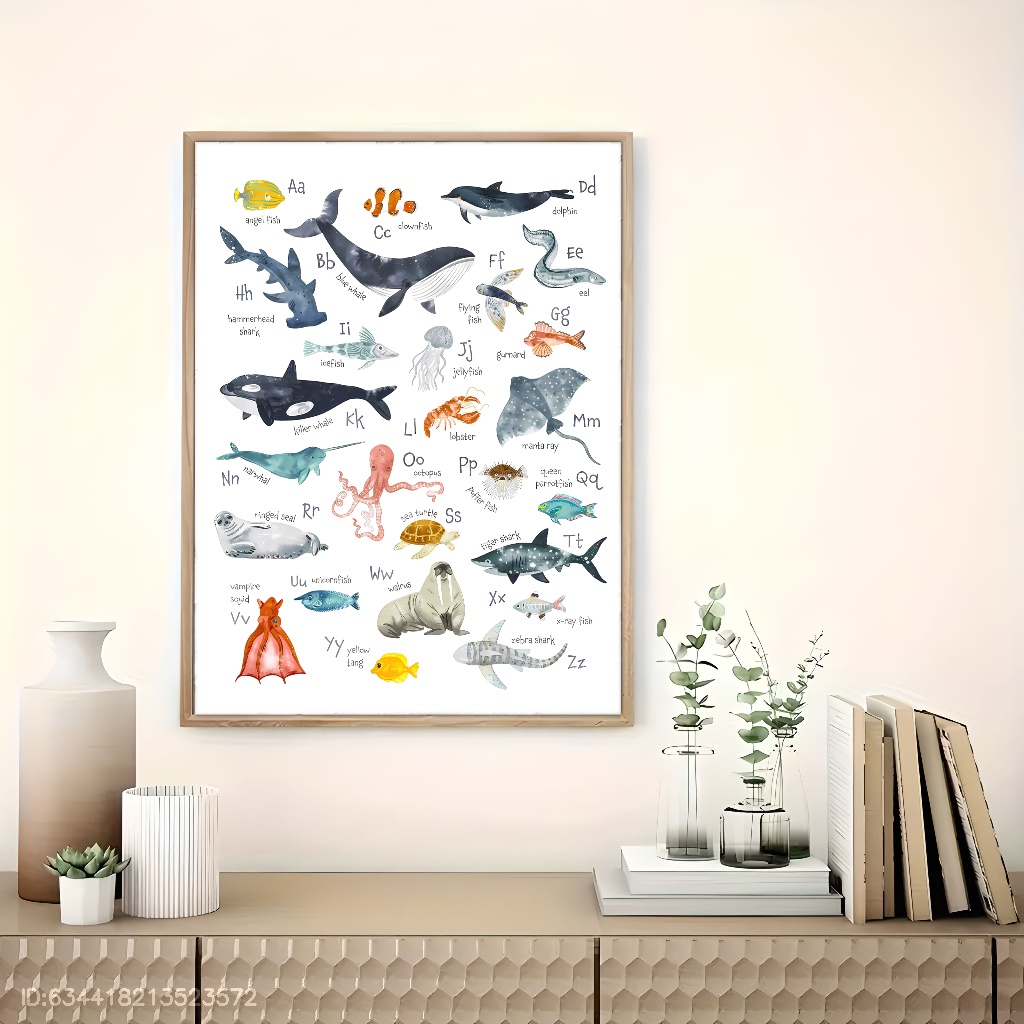 Aa
angel fish
Bb
blue whale
Cc
clownfish
Dd
dolphin
Ee
eel
Ff
flying
fish
Gg
gurnard
Hh
hammerhead
shark
Ii
icefish
Jj
jellyfish
Kk
killer whale
Ll
lobster
Mm
manta ray
Nn
narwhal
Oo
octopus
Pp
puffer fish
queen
parrotfish Qq
Rr
ringed seal
sea turtle Ss
tiger shark
Tt
Uu unicornfish
vampire
squid
Vv
Ww
walrus
Xx
x-ray fish
Yy yellow
tang
zebra shark
Zz
ID:634418213523572